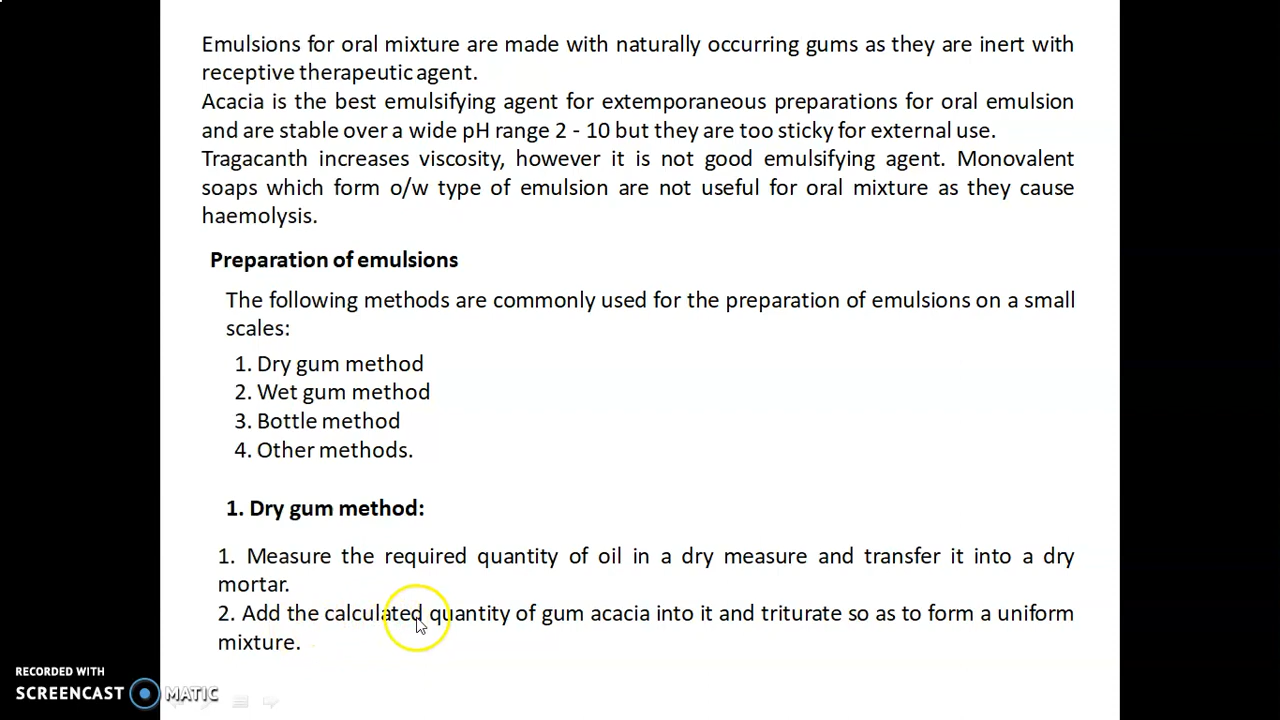 Emulsions for oral mixture are made with naturally occurring gums as they are inert with
receptive therapeutic agent.
Acacia is the best emulsifying agent for extemporaneous preparations for oral emulsion
and are stable over a wide pH range 2 - 10 but they are too sticky for external use.
Tragacanth increases viscosity, however it is not good emulsifying agent. Monovalent
soaps which form o/w type of emulsion are not useful for oral mixture as they cause
haemolysis.
Preparation of emulsions
The following methods are commonly used for the preparation of emulsions on a small
scales:
1. Dry gum method
2. Wet gum method
3. Bottle method
4. Other methods.
1. Dry gum method:
1. Measure the required quantity of oil in a dry measure and transfer it into a dry
mortar.
2. Add the calculated quantity of gum acacia into it and triturate so as to form a uniform
mixture.
RECORDED WITH
SCREENCAST MATIC